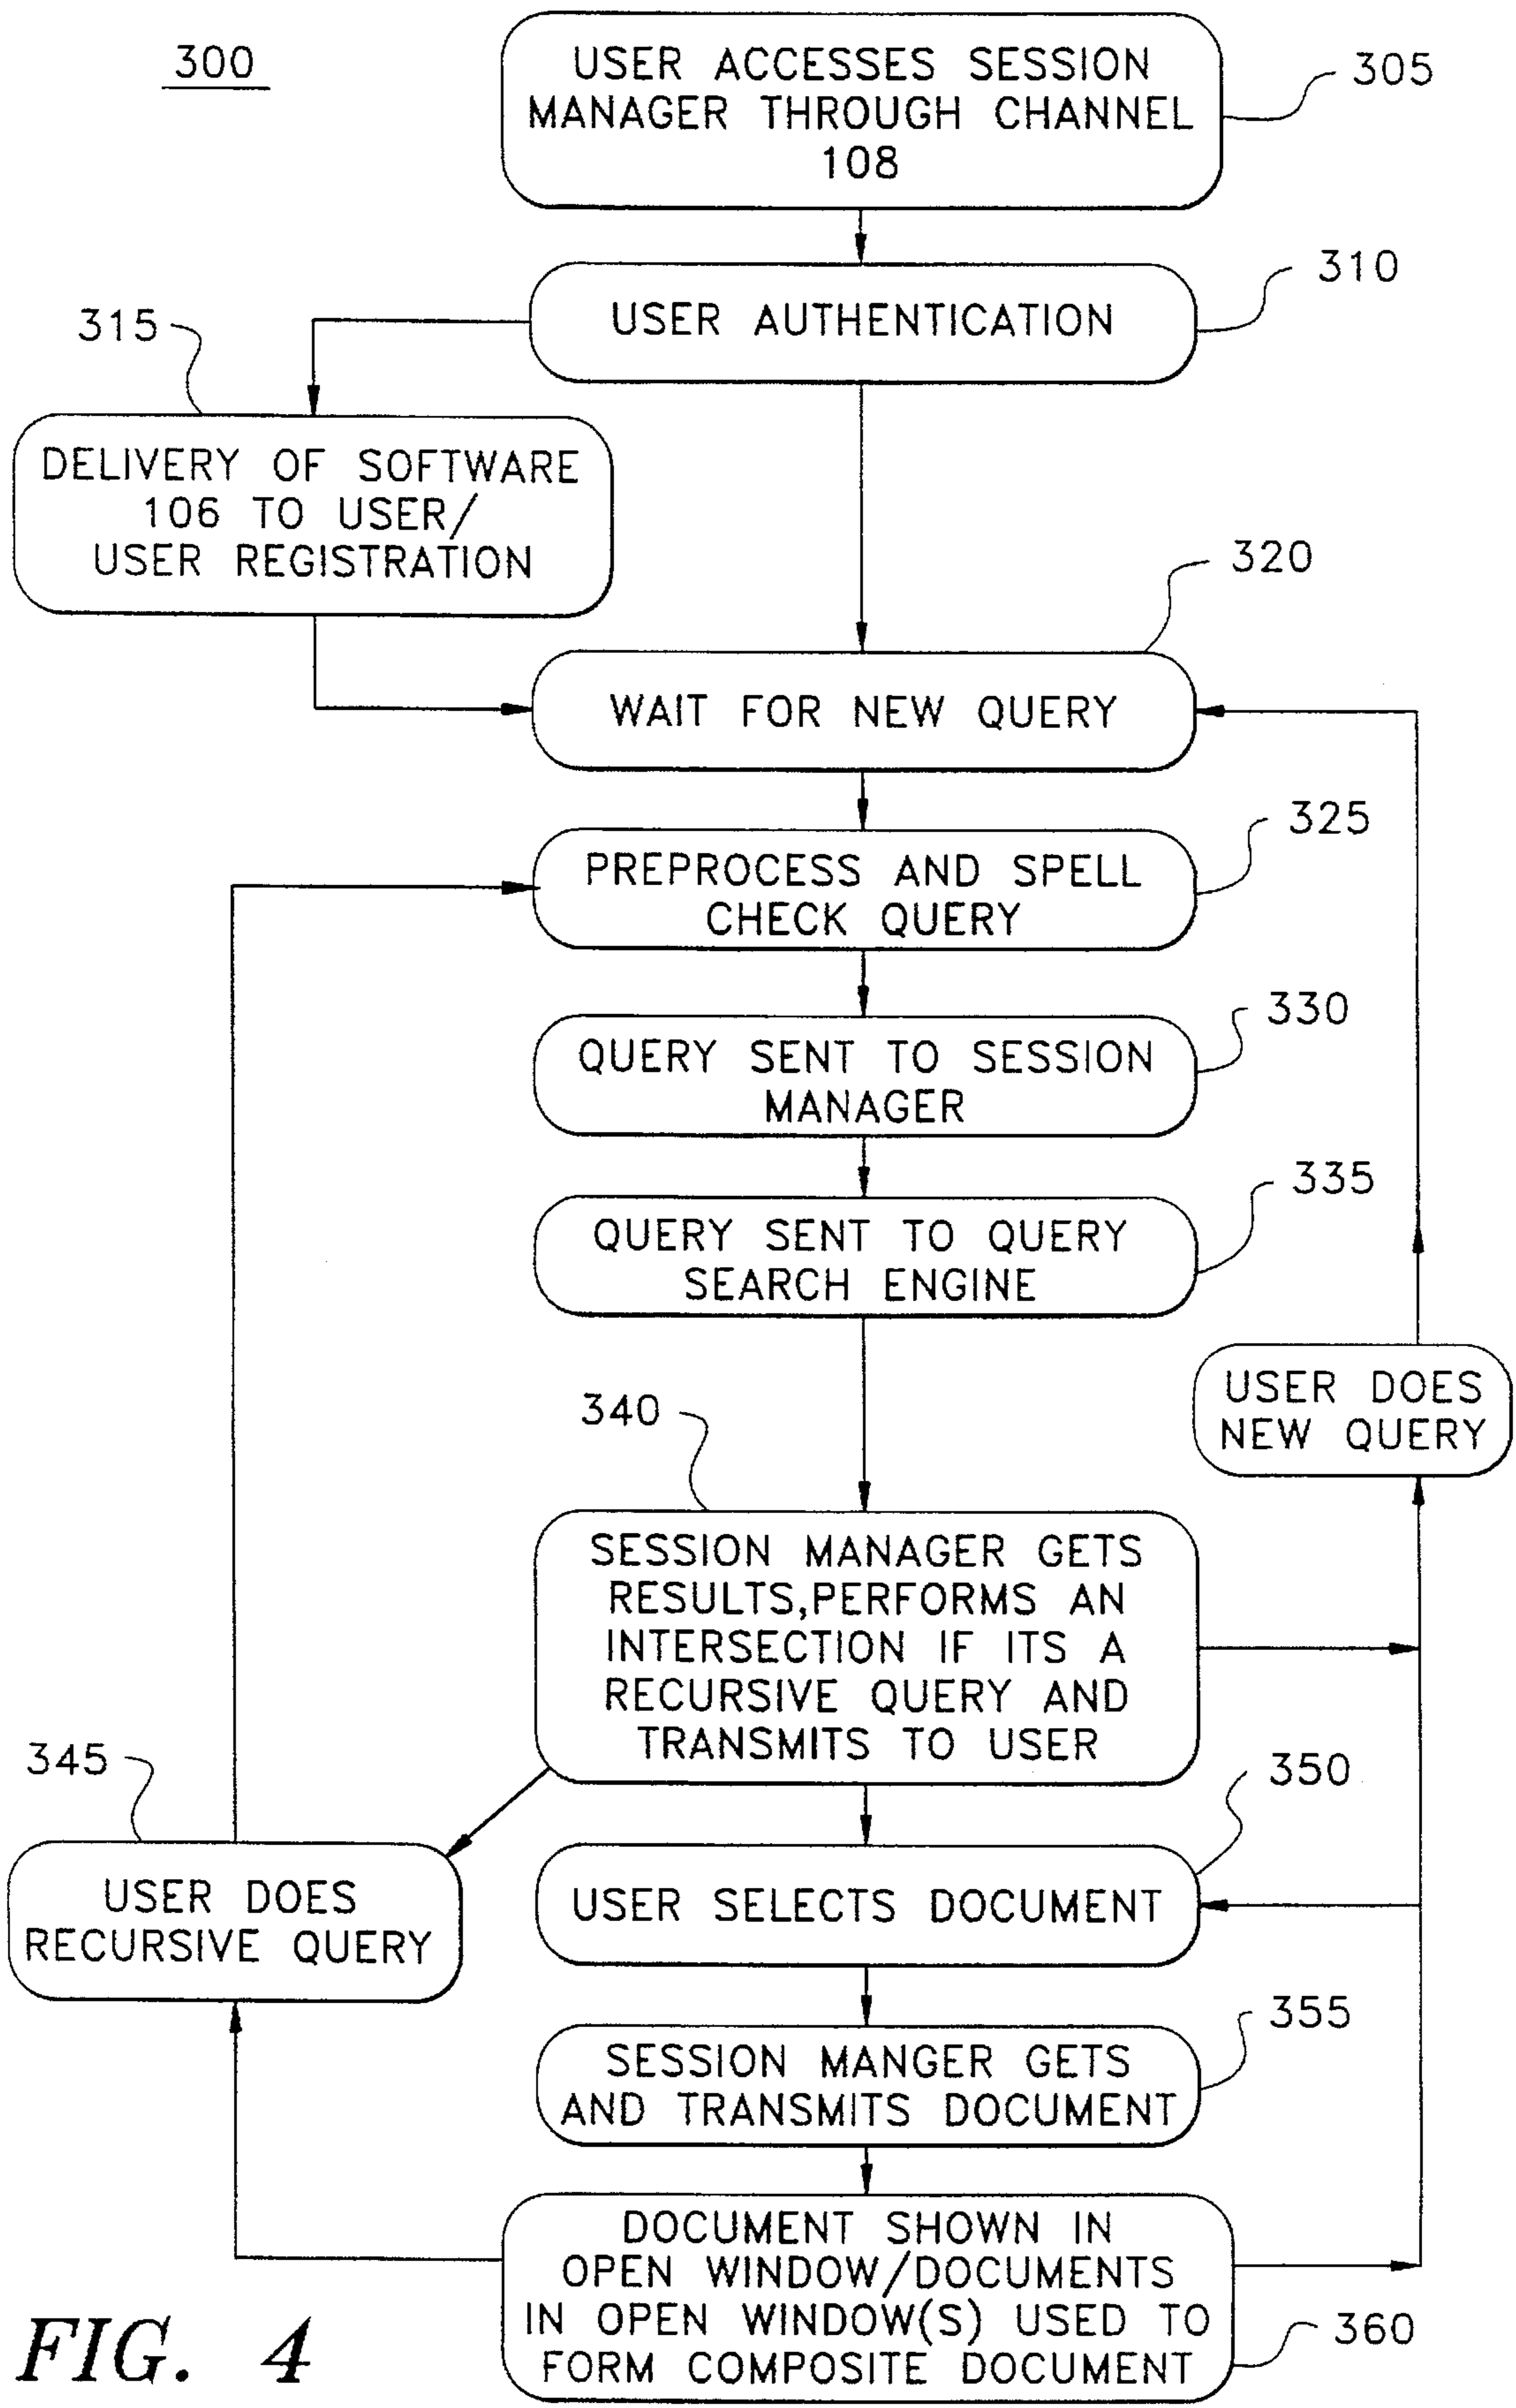 300
USER ACCESSES SESSION
MANAGER THROUGH CHANNEL
108
305
USER AUTHENTICATION
310
315
DELIVERY OF SOFTWARE
106 TO USER/
USER REGISTRATION
320
WAIT FOR NEW QUERY
325
PREPROCESS AND SPELL
CHECK QUERY
330
QUERY SENT TO SESSION
MANAGER
335
QUERY SENT TO QUERY
SEARCH ENGINE
USER DOES
NEW QUERY
340
SESSION MANAGER GETS
RESULTS,PERFORMS AN
INTERSECTION IF ITS A
RECURSIVE QUERY AND
TRANSMITS TO USER
345
USER DOES
RECURSIVE QUERY
350
USER SELECTS DOCUMENT
355
SESSION MANGER GETS
AND TRANSMITS DOCUMENT
DOCUMENT SHOWN IN
OPEN WINDOW/DOCUMENTS
IN OPEN WINDOW(S) USED TO
FORM COMPOSITE DOCUMENT
360
FIG. 4